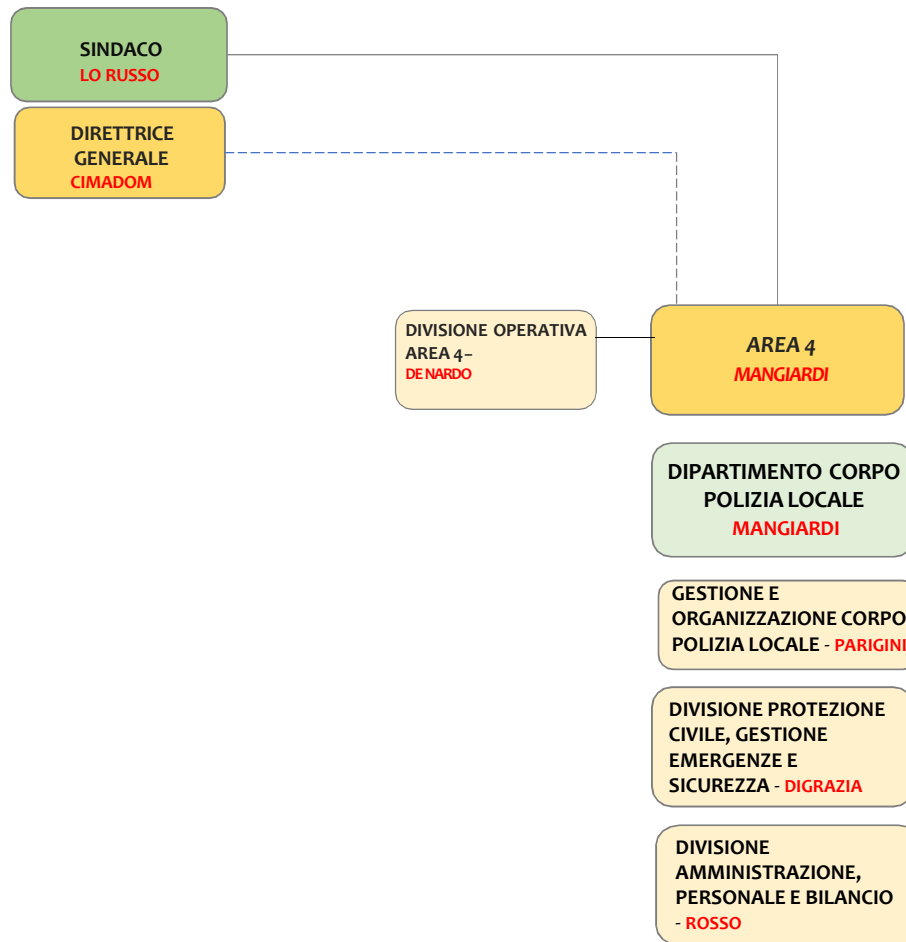 SINDACO
LO RUSSO
DIRETTRICE
GENERALE
CIMADOM
DIVISIONE OPERATIVA
AREA 4–
DE NARDO
AREA 4
MANGIARDI
DIPARTIMENTO CORPO
POLIZIA LOCALE
MANGIARDI
GESTIONE E
ORGANIZZAZIONE CORPO
POLIZIA LOCALE - PARIGINI
DIVISIONE PROTEZIONE
CIVILE, GESTIONE
EMERGENZE E
SICUREZZA - DIGRAZIA
DIVISIONE
AMMINISTRAZIONE,
PERSONALE E BILANCIO
- ROSSO